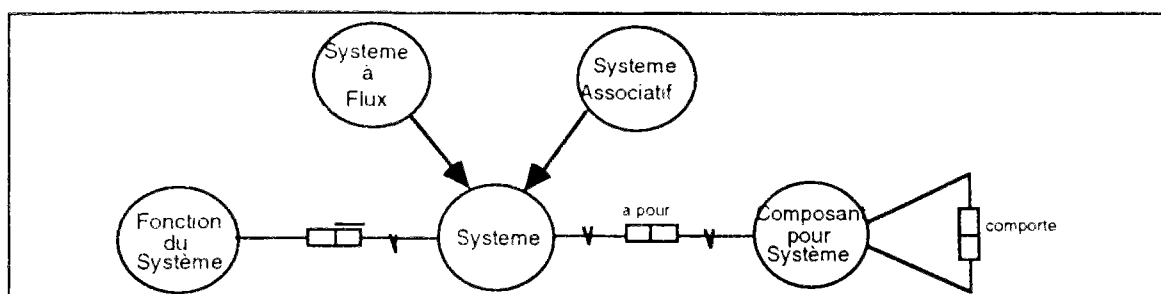 Systeme
à
Flux
Systeme
Associatif
Fonction
du
Système
Systeme
a pour
Composant
pour
Système
comporte